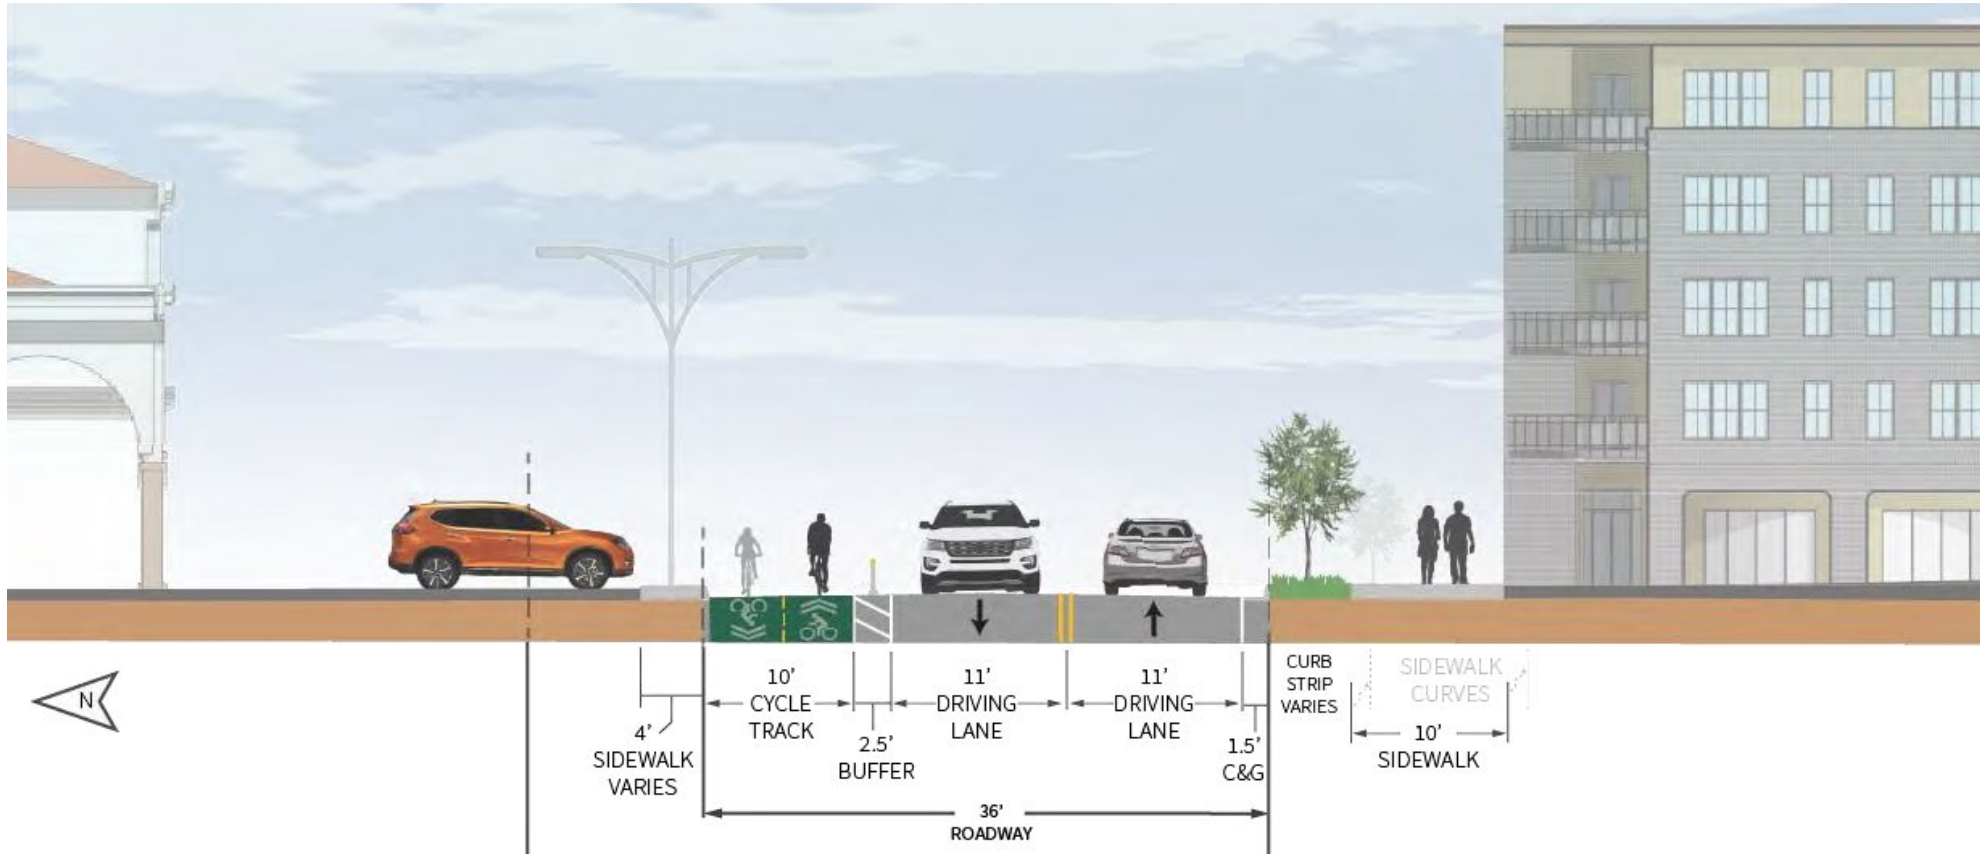 N
4’
SIDEWALK
VARIES
10’
CYCLE
TRACK
2.5’
BUFFER
11’
DRIVING
LANE
11’
DRIVING
LANE
1.5’
C&G
CURB
STRIP
VARIES
SIDEWALK
CURVES
10’
SIDEWALK
36’
ROADWAY